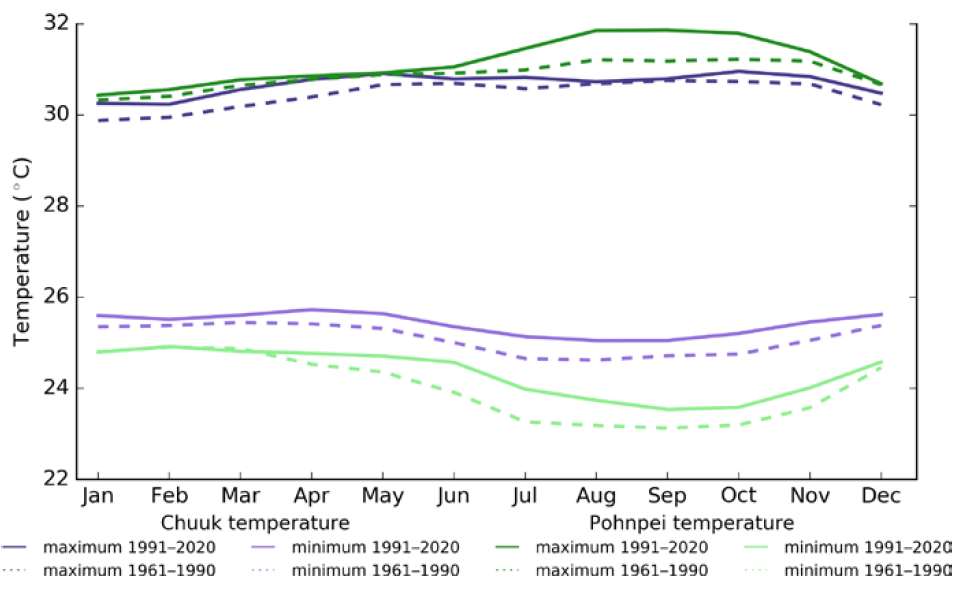 32
30
28
26
24
22
Temperature (°C)
Jan Feb Mar Apr May Jun Jul Aug Sep Oct Nov Dec
Chuuk temperature Pohnpei temperature
maximum 1991–2020 minimum 1991–2020 maximum 1991–2020 minimum 1991–2020
maximum 1961–1990 minimum 1961–1990 maximum 1961–1990 minimum 1961–1990